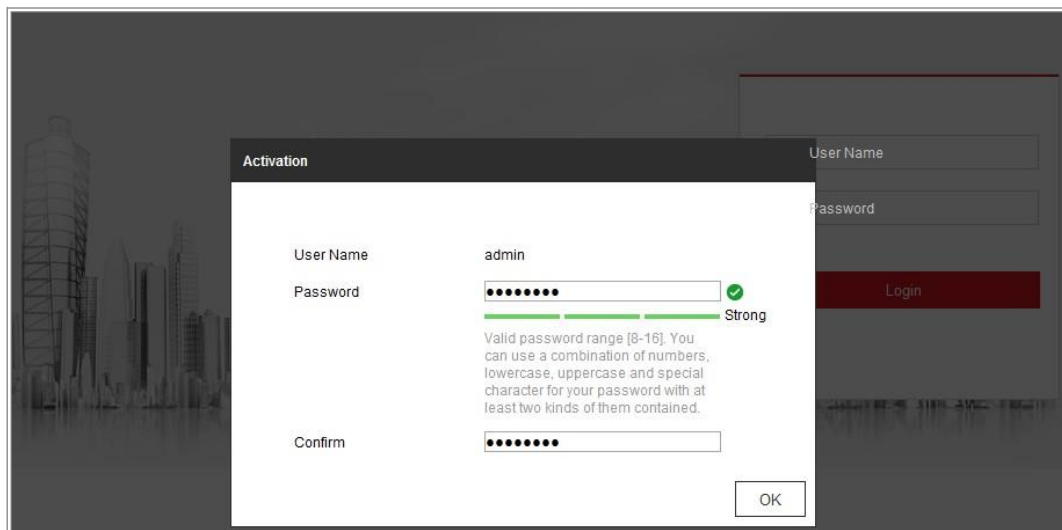 Activation
User Name
Password
Login
User Name admin
Password ●●●●●●●●
Strong
Valid password range [8-16]. You
can use a combination of numbers,
lowercase, uppercase and special
character for your password with at
least two kinds of them contained.
Confirm ●●●●●●●●
OK